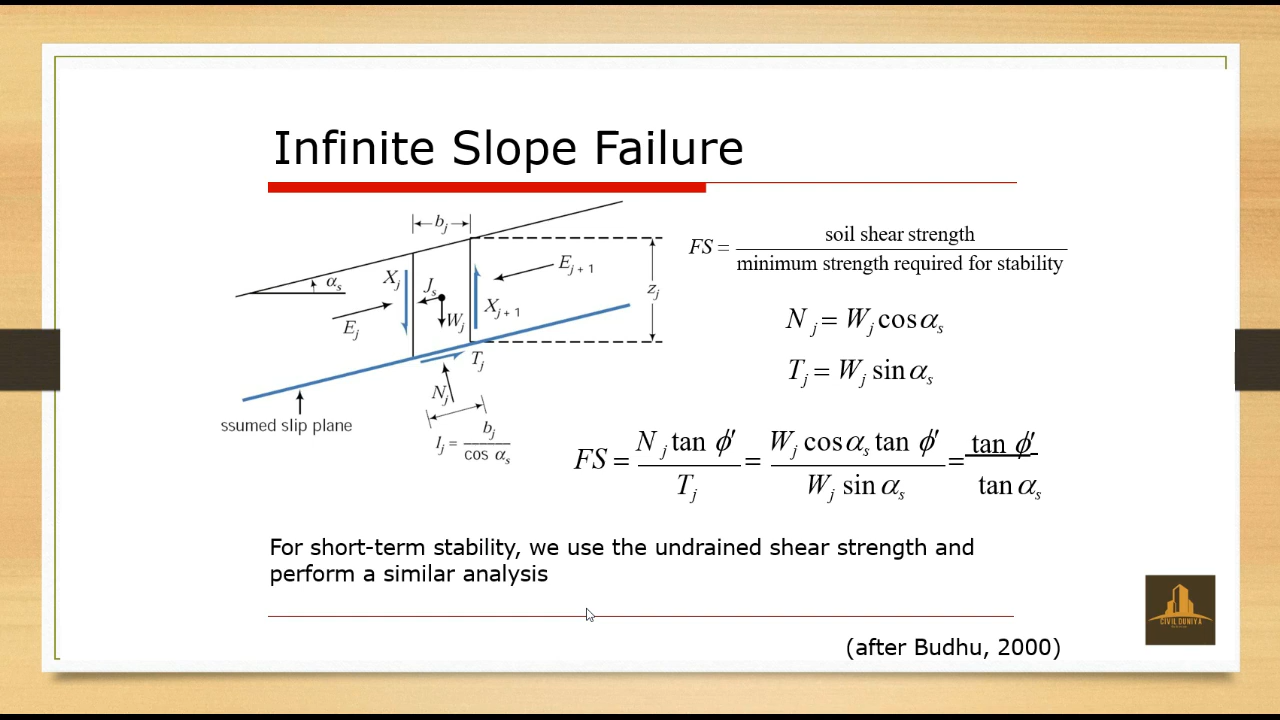 Infinite Slope Failure
b_j
α_s
X_j
J_s
E_{j+1}
z_j
W_j
X_{j+1}
E_j
T_j
N_j
ssumed slip plane
l_j = b_j / cos α_s
FS = soil shear strength / minimum strength required for stability
N_j = W_j cos α_s
T_j = W_j sin α_s
FS = N_j tan ϕ′ / T_j = W_j cos α_s tan ϕ′ / W_j sin α_s = tan ϕ′ / tan α_s
For short-term stability, we use the undrained shear strength and
perform a similar analysis
(after Budhu, 2000)
CIVIL DUNIYA